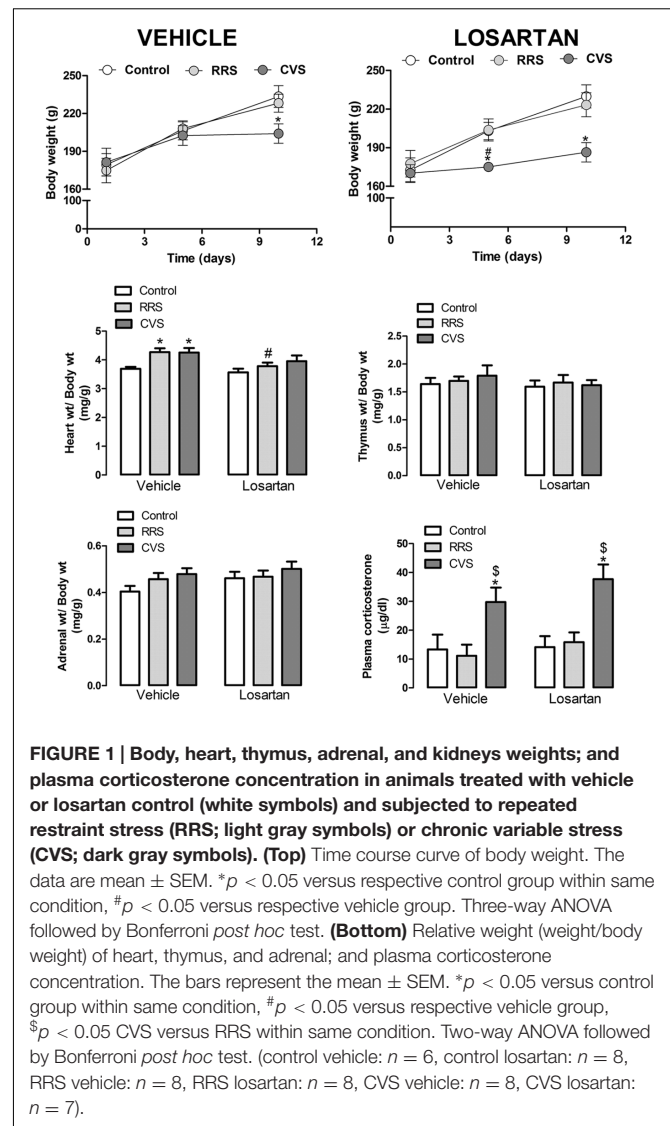 VEHICLE
LOSARTAN
Control RRS CVS
Control RRS CVS
Body weight (g)
250
230
210
190
170
160
100
0
*
0 3 6 9 12
Time (days)
Body weight (g)
250
220
190
160
100
0
#
*
*
0 3 6 9 12
Time (days)
Control
RRS
CVS
Heart wt/ Body wt
(mg/g)
5
4
3
2
1
0
* *
#
Vehicle Losartan
Control
RRS
CVS
Thymus wt/ Body wt
(mg/g)
2.5
2.0
1.5
1.0
0.5
0.0
Vehicle Losartan
Control
RRS
CVS
Adrenal wt/ Body wt
(mg/g)
0.6
0.4
0.2
0.0
Vehicle Losartan
Control
RRS
CVS
Plasma corticosterone
(µg/dl)
50
40
30
20
10
0
$
*
$
*
Vehicle Losartan
FIGURE 1 | Body, heart, thymus, adrenal, and kidneys weights; and
plasma corticosterone concentration in animals treated with vehicle
or losartan control (white symbols) and subjected to repeated
restraint stress (RRS; light gray symbols) or chronic variable stress
(CVS; dark gray symbols). (Top) Time course curve of body weight. The
data are mean ± SEM. *p < 0.05 versus respective control group within same
condition, #p < 0.05 versus respective vehicle group. Three-way ANOVA
followed by Bonferroni post hoc test. (Bottom) Relative weight (weight/body
weight) of heart, thymus, and adrenal; and plasma corticosterone
concentration. The bars represent the mean ± SEM. *p < 0.05 versus control
group within same condition, #p < 0.05 versus respective vehicle group,
$p < 0.05 CVS versus RRS within same condition. Two-way ANOVA followed
by Bonferroni post hoc test. (control vehicle: n = 6, control losartan: n = 8,
RRS vehicle: n = 8, RRS losartan: n = 8, CVS vehicle: n = 8, CVS losartan:
n = 7).